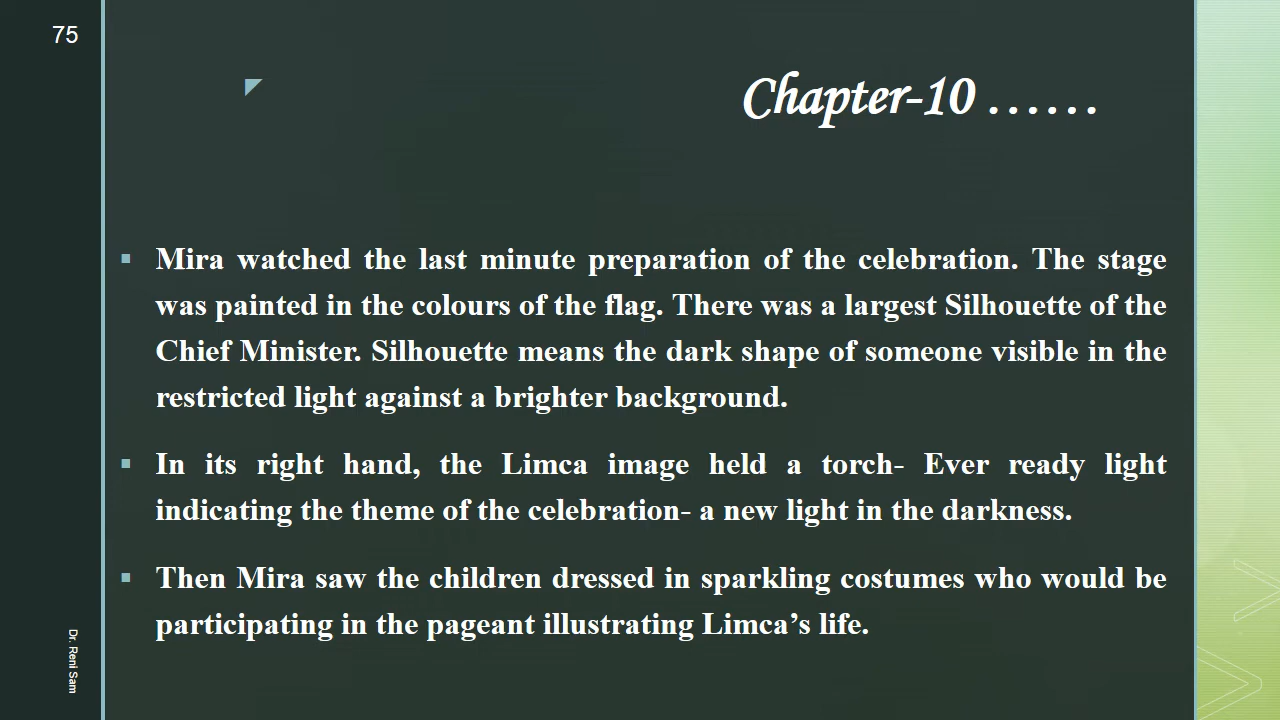 75
Chapter-10 ......
Mira watched the last minute preparation of the celebration. The stage
was painted in the colours of the flag. There was a largest Silhouette of the
Chief Minister. Silhouette means the dark shape of someone visible in the
restricted light against a brighter background.
In its right hand, the Limca image held a torch- Ever ready light
indicating the theme of the celebration- a new light in the darkness.
Then Mira saw the children dressed in sparkling costumes who would be
participating in the pageant illustrating Limca’s life.
Dr. Reni Sam